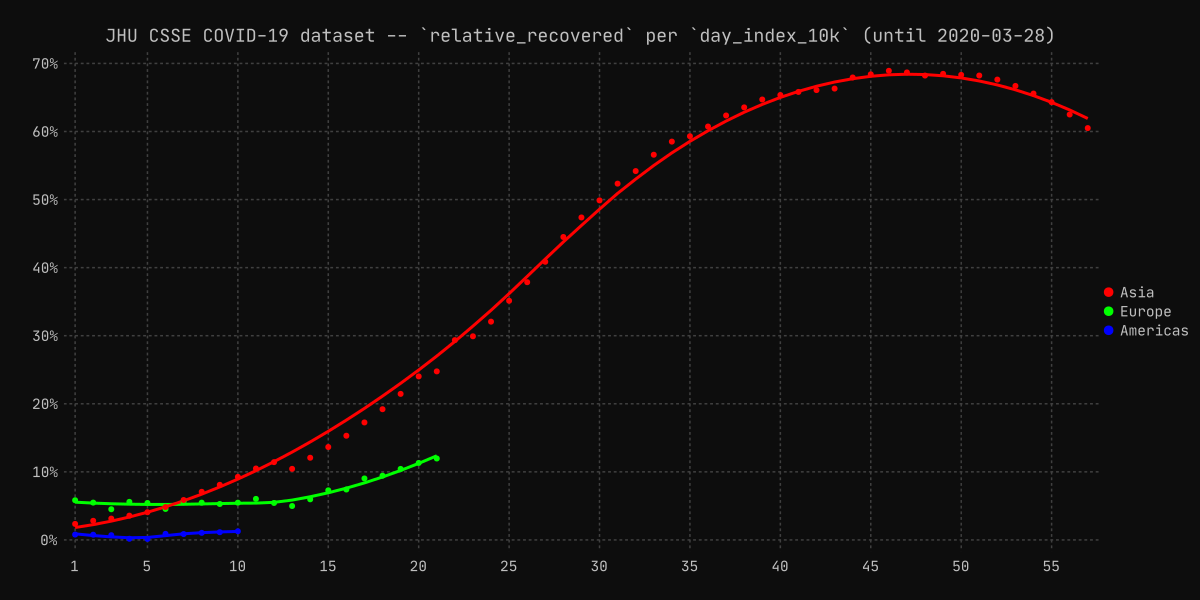 JHU CSSE COVID-19 dataset -- `relative_recovered` per `day_index_10k` (until 2020-03-28)
70%
60%
50%
40%
30%
20%
10%
0%
1 5 10 15 20 25 30 35 40 45 50 55
Asia
Europe
Americas